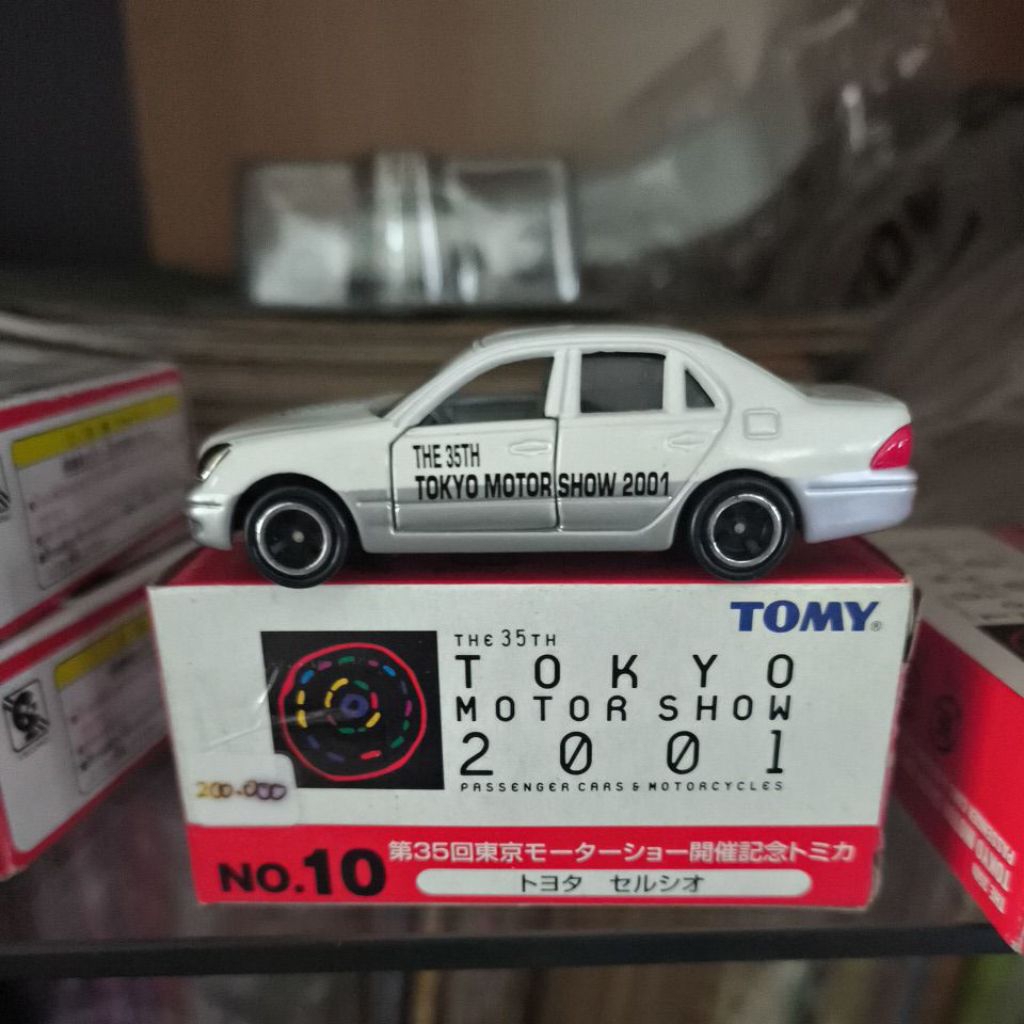 THE 35TH
TOKYO MOTOR SHOW 2001
TOMY®
THE 35TH
TOKYO
MOTOR SHOW
2001
PASSENGER CARS & MOTORCYCLES
200.000
NO.10
第35回東京モーターショー開催記念トミカ
トヨタ セルシオ